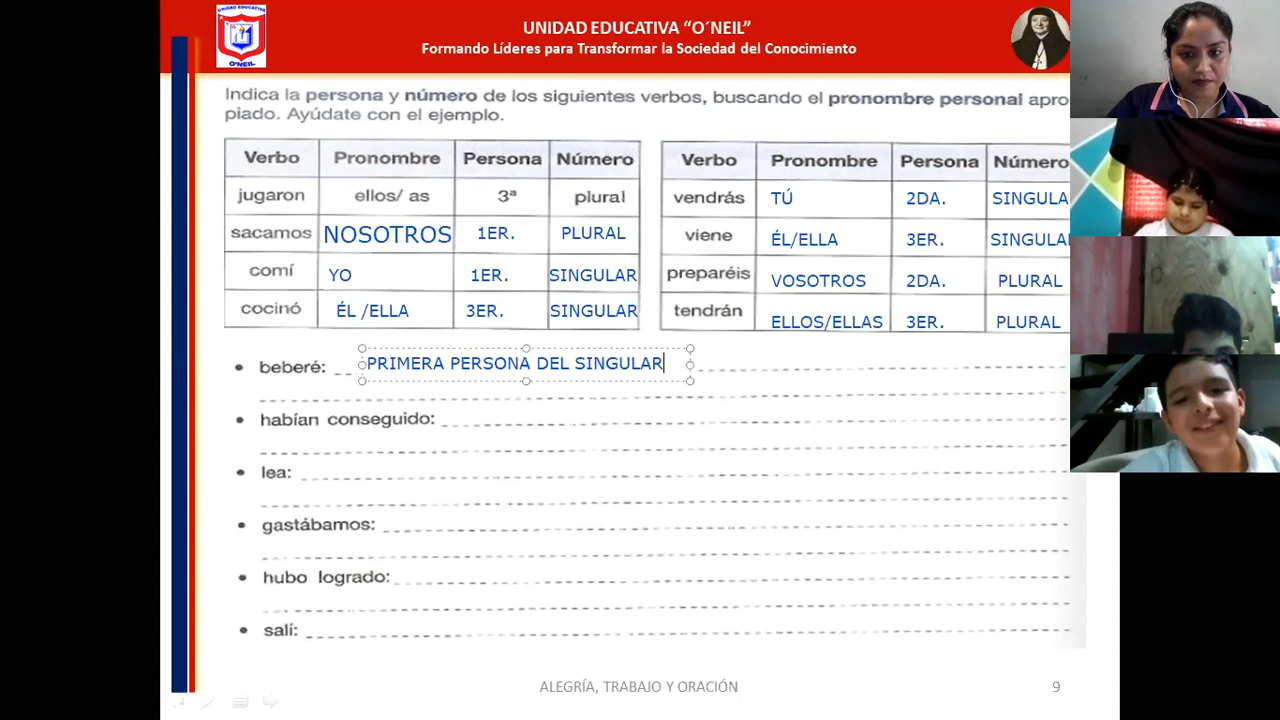 UNIDAD EDUCATIVA
O'NEIL
UNIDAD EDUCATIVA “O´NEIL”
Formando Líderes para Transformar la Sociedad del Conocimiento
Indica la persona y número de los siguientes verbos, buscando el pronombre personal apro
piado. Ayúdate con el ejemplo.
Verbo Pronombre Persona Número
jugaron ellos/ as 3ª plural
sacamos NOSOTROS 1ER. PLURAL
comí YO 1ER. SINGULAR
cocinó ÉL /ELLA 3ER. SINGULAR
Verbo Pronombre Persona Número
vendrás TÚ 2DA. SINGULA
viene ÉL/ELLA 3ER. SINGULA
preparéis VOSOTROS 2DA. PLURAL
tendrán ELLOS/ELLAS 3ER. PLURAL
• beberé: PRIMERA PERSONA DEL SINGULAR
• habían conseguido:
• lea:
• gastábamos:
• hubo logrado:
• salí:
ALEGRÍA, TRABAJO Y ORACIÓN
9